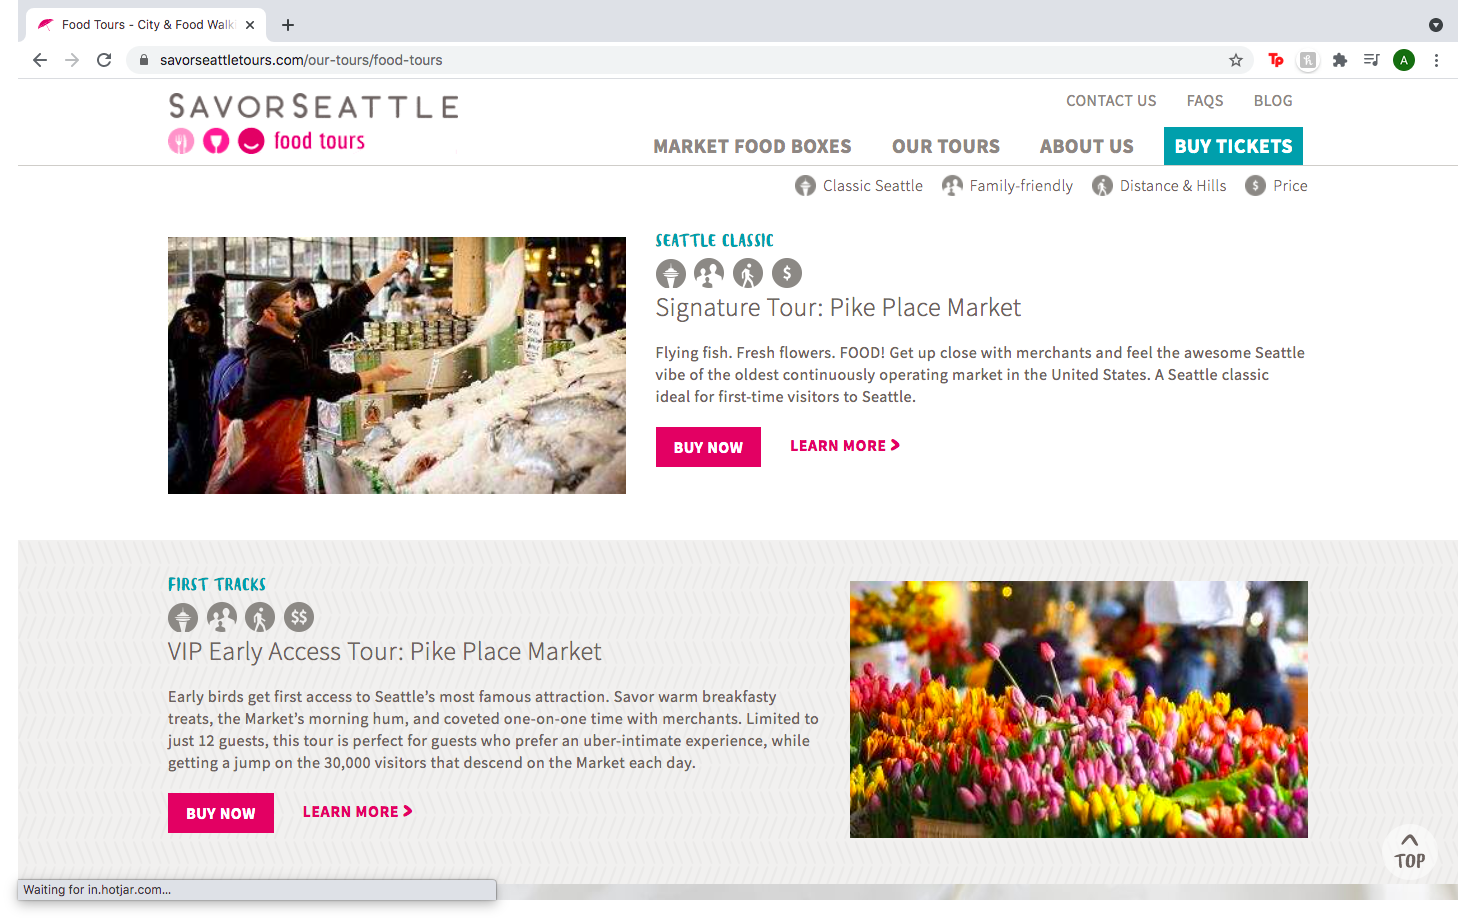 Food Tours - City & Food Walk
savorseattletours.com/our-tours/food-tours
Tp
A
SAVORSEATTLE
food tours
CONTACT US FAQS BLOG
MARKET FOOD BOXES OUR TOURS ABOUT US BUY TICKETS
Classic Seattle Family-friendly Distance & Hills $ Price
SEATTLE CLASSIC
$
Signature Tour: Pike Place Market
Flying fish. Fresh flowers. FOOD! Get up close with merchants and feel the awesome Seattle
vibe of the oldest continuously operating market in the United States. A Seattle classic
ideal for first-time visitors to Seattle.
BUY NOW LEARN MORE >
FIRST TRACKS
$$
VIP Early Access Tour: Pike Place Market
Early birds get first access to Seattle’s most famous attraction. Savor warm breakfasty
treats, the Market’s morning hum, and coveted one-on-one time with merchants. Limited to
just 12 guests, this tour is perfect for guests who prefer an uber-intimate experience, while
getting a jump on the 30,000 visitors that descend on the Market each day.
BUY NOW LEARN MORE >
TOP
Waiting for in.hotjar.com...